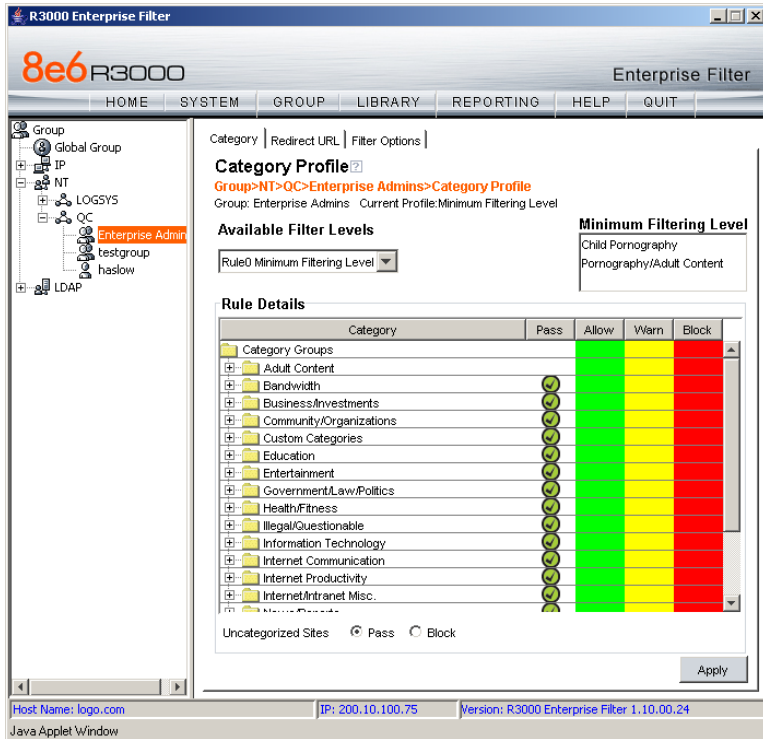 R3000 Enterprise Filter
8e6 R3000
Enterprise Filter
HOME SYSTEM GROUP LIBRARY REPORTING HELP QUIT
Group
Global Group
IP
NT
LOGSYS
QC
Enterprise Admin
testgroup
haslow
LDAP
Category Redirect URL Filter Options
Category Profile ?
Group>NT>QC>Enterprise Admins>Category Profile
Group: Enterprise Admins Current Profile:Minimum Filtering Level
Available Filter Levels
Rule0 Minimum Filtering Level
Minimum Filtering Level
Child Pornography
Pornography/Adult Content
Rule Details
Category Pass Allow Warn Block
Category Groups
Adult Content
Bandwidth
Business/Investments
Community/Organizations
Custom Categories
Education
Entertainment
Government/Law/Politics
Health/Fitness
Illegal/Questionable
Information Technology
Internet Communication
Internet Productivity
Internet/Intranet Misc.
Uncategorized Sites Pass Block
Apply
Host Name: logo.com IP: 200.10.100.75 Version: R3000 Enterprise Filter 1.10.00.24
Java Applet Window